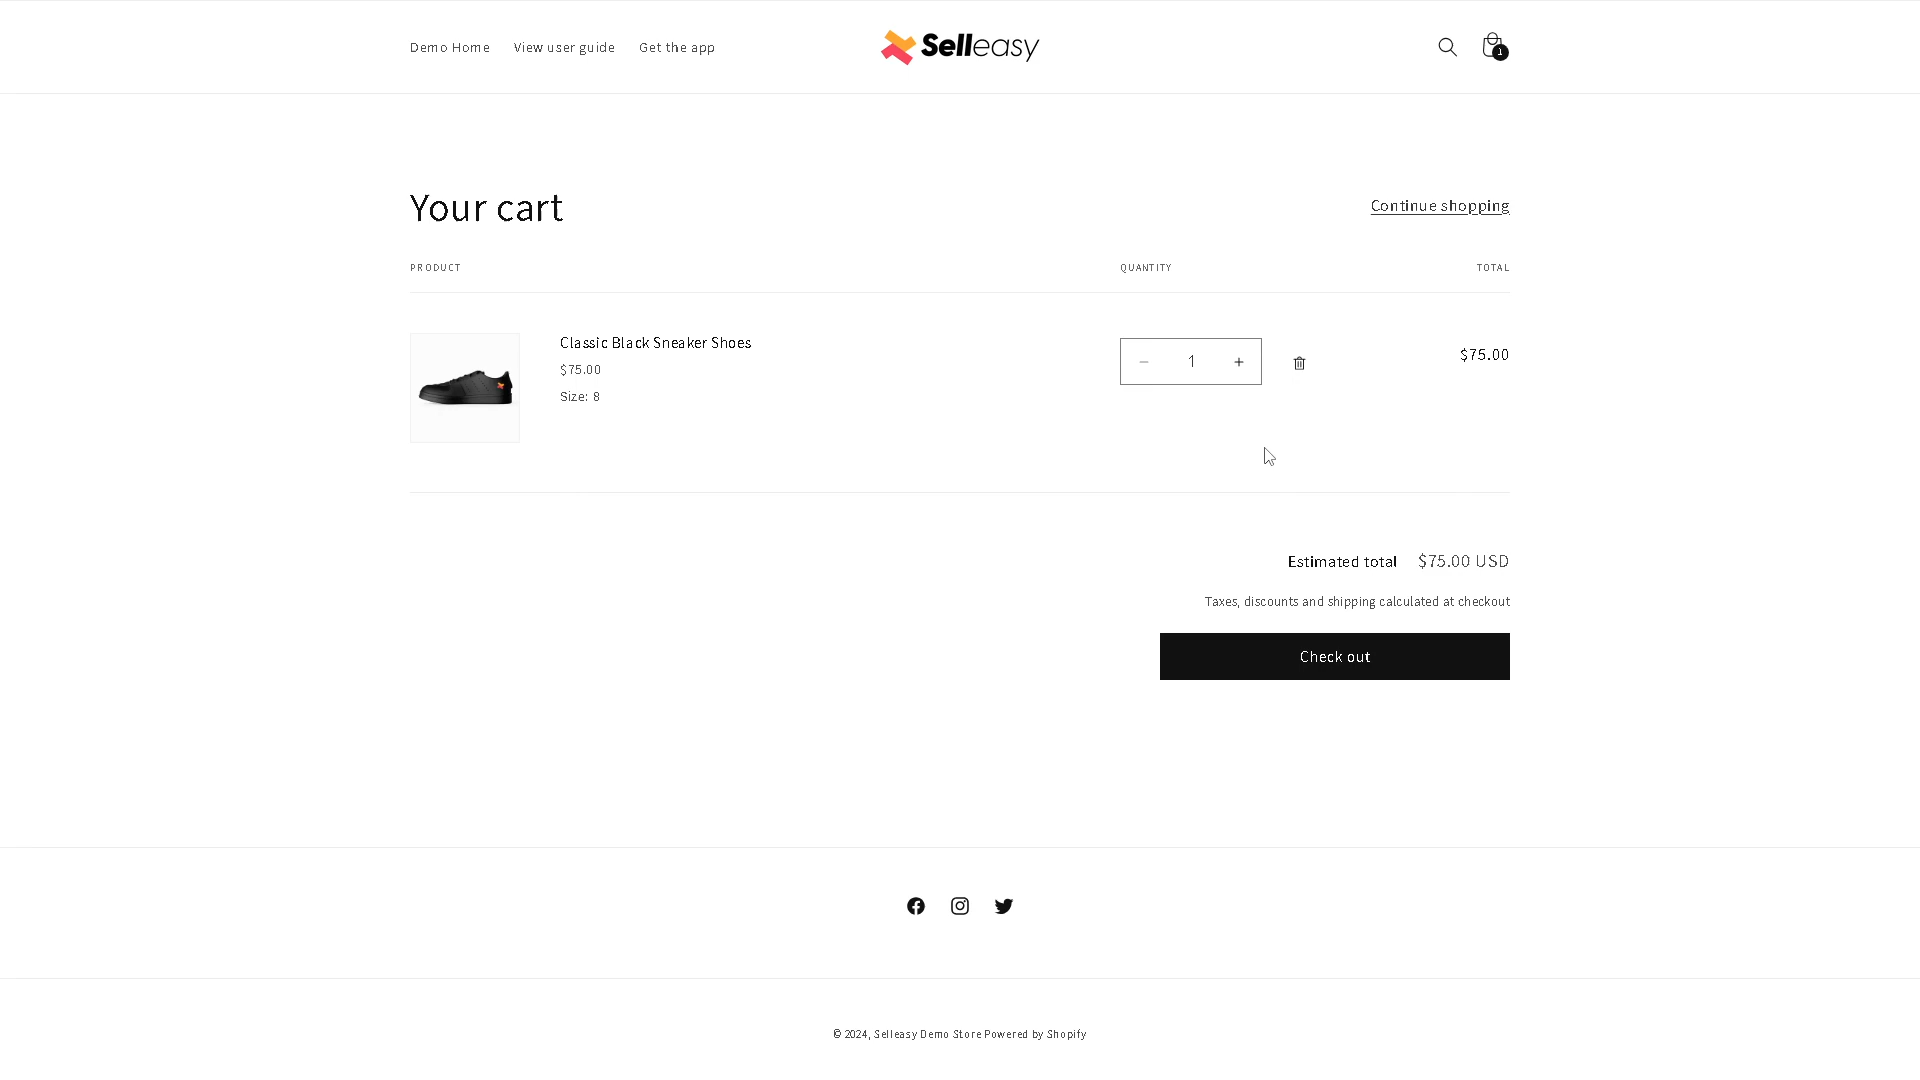 Demo Home View user guide Get the app Selleasy 1
Your cart Continue shopping
PRODUCT QUANTITY TOTAL
Classic Black Sneaker Shoes
$75.00
Size: 8
− 1 + $75.00
Estimated total $75.00 USD
Taxes, discounts and shipping calculated at checkout
Check out
© 2024, Selleasy Demo Store Powered by Shopify